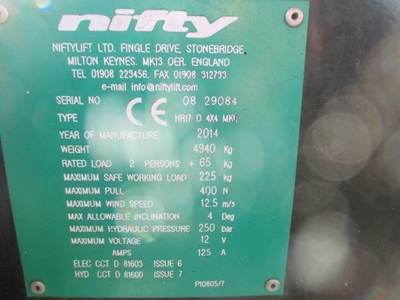 nifty
NIFTYLIFT LTD. FINGLE DRIVE, STONEBRIDGE,
MILTON KEYNES. MK13 OER. ENGLAND
TEL 01908 223456. FAX 01908 312733
e-mail info@niftylift.com
SERIAL NO 08 29084
CE
TYPE HR17 D 4X4 MK1
YEAR OF MANUFACTURE 2014
WEIGHT 4940 Kg
RATED LOAD 2 PERSONS + 65 kg
MAXIMUM SAFE WORKING LOAD 225 kg
MAXIMUM PULL 400 N
MAXIMUM WIND SPEED 12.5 m/s
MAX ALLOWABLE INCLINATION 4 Deg
MAXIMUM HYDRAULIC PRESSURE 250 bar
MAXIMUM VOLTAGE 12 V
AMPS 125 A
ELEC CCT D 81603 ISSUE 6
HYD CCT D 81600 ISSUE 7
P10805/7